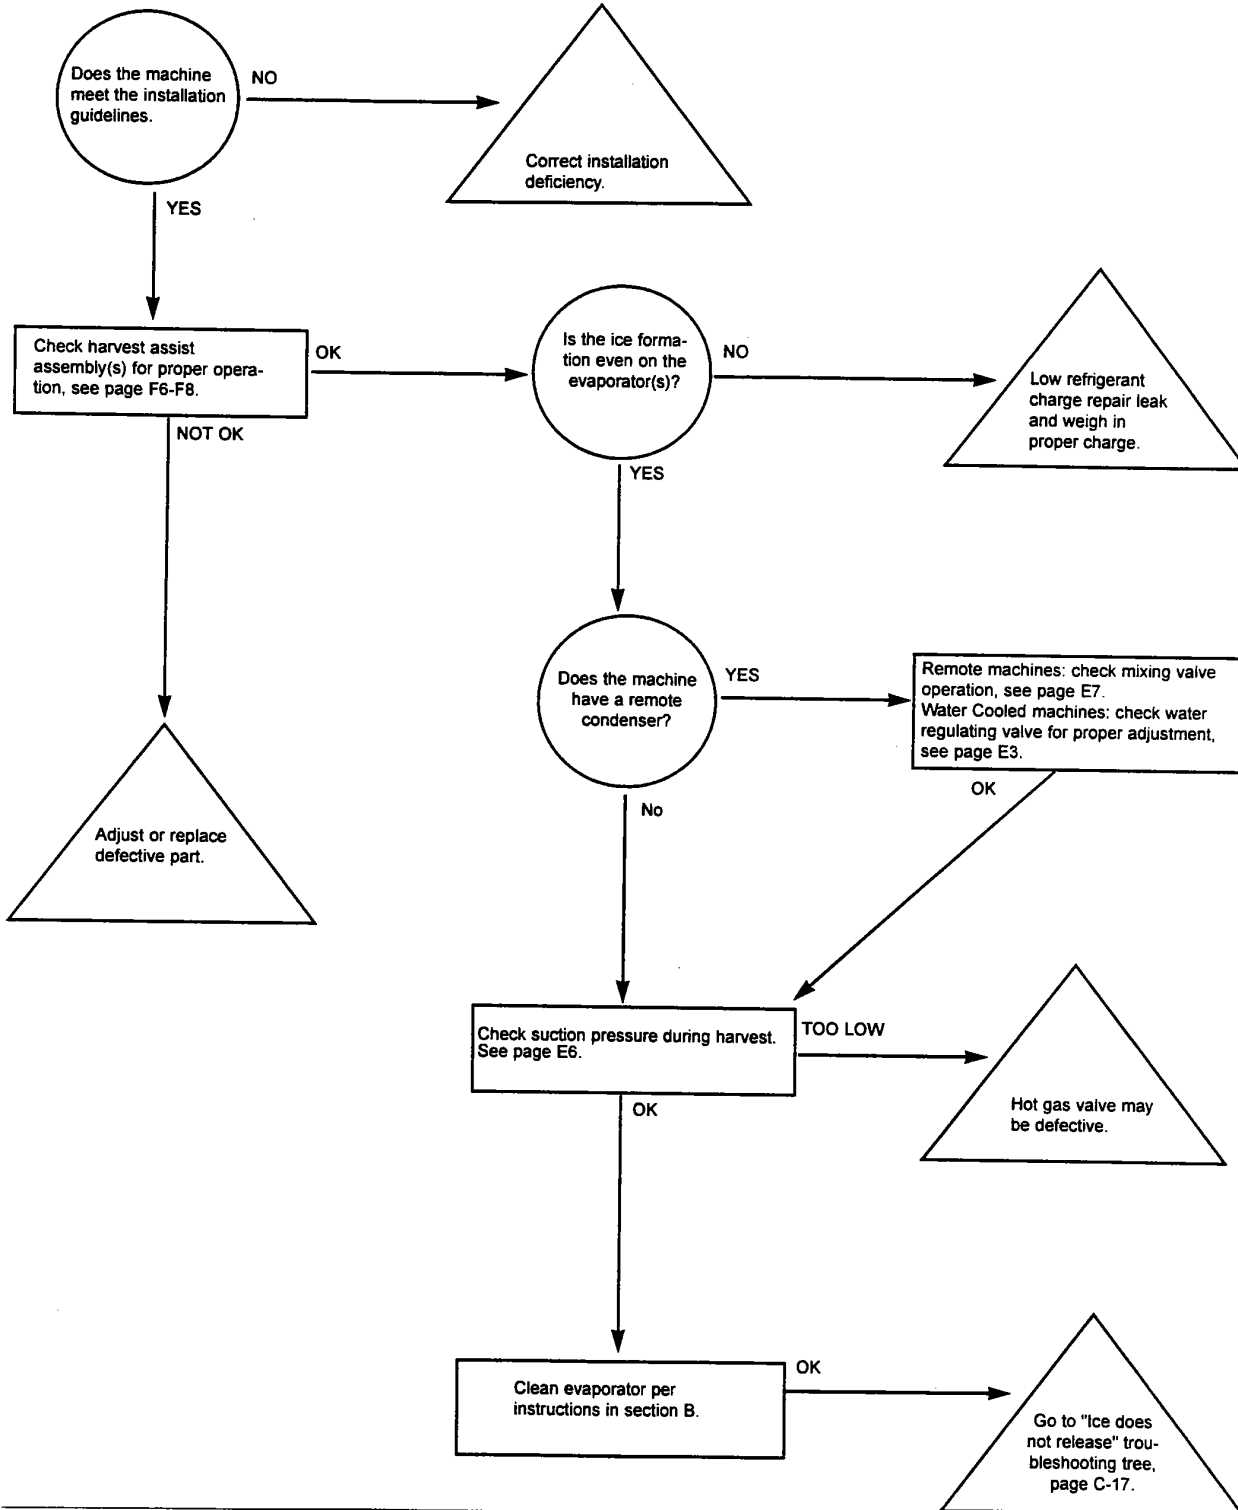 Does the machine
meet the installation
guidelines.
NO
Correct installation
deficiency.
YES
Check harvest assist
assembly(s) for proper opera-
tion, see page F6-F8.
OK
Is the ice forma-
tion even on the
evaporator(s)?
NO
Low refrigerant
charge repair leak
and weigh in
proper charge.
NOT OK
YES
Does the machine
have a remote
condenser?
YES
Remote machines: check mixing valve
operation, see page E7.
Water Cooled machines: check water
regulating valve for proper adjustment,
see page E3.
OK
No
Adjust or replace
defective part.
Check suction pressure during harvest.
See page E6.
TOO LOW
Hot gas valve may
be defective.
OK
Clean evaporator per
instructions in section B.
OK
Go to "Ice does
not release" trou-
bleshooting tree,
page C-17.